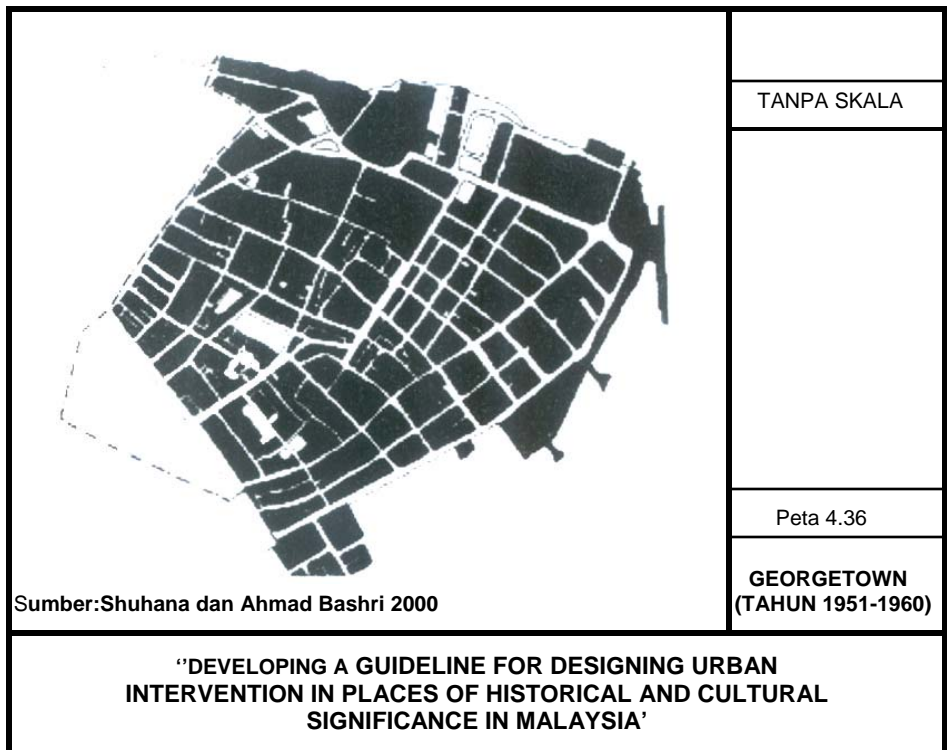 TANPA SKALA
Peta 4.36
GEORGETOWN
(TAHUN 1951-1960)
Sumber:Shuhana dan Ahmad Bashri 2000
‘’DEVELOPING A GUIDELINE FOR DESIGNING URBAN
INTERVENTION IN PLACES OF HISTORICAL AND CULTURAL
SIGNIFICANCE IN MALAYSIA’